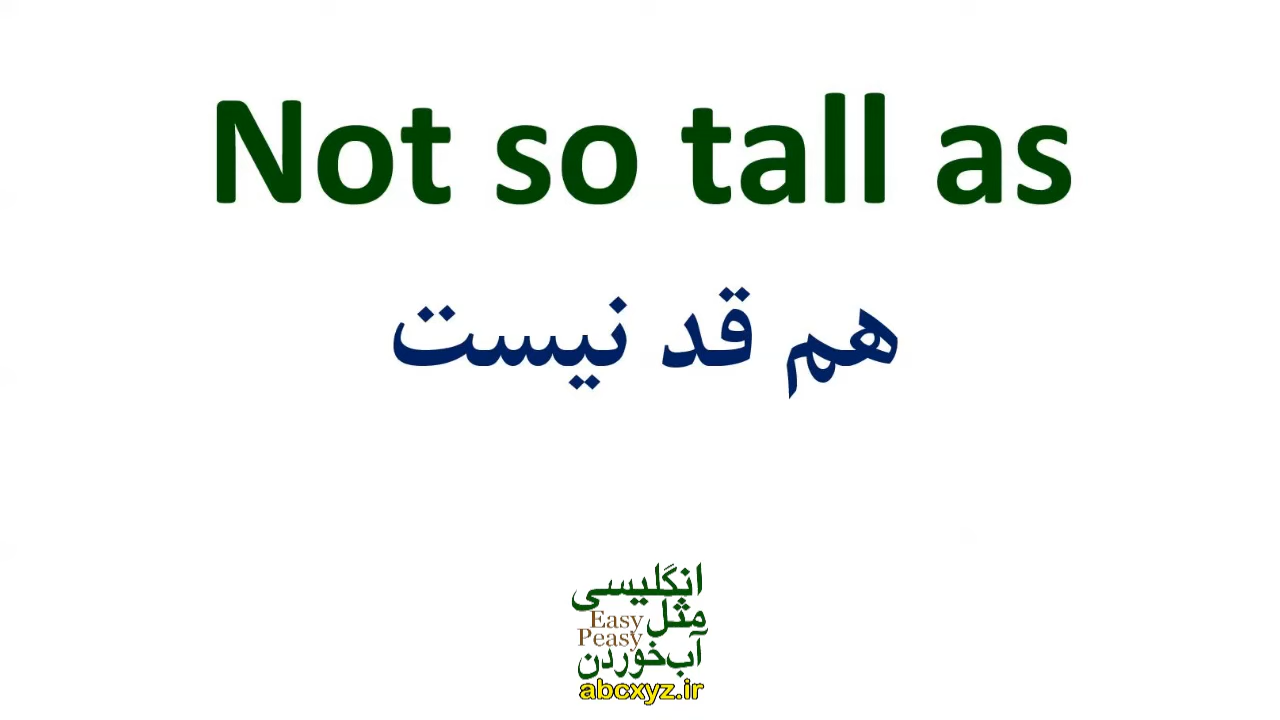 Not so tall as
هم قد نیست
انگلیسی
مثل
Easy
Peasy
آب‌خوردن
abcxyz.ir